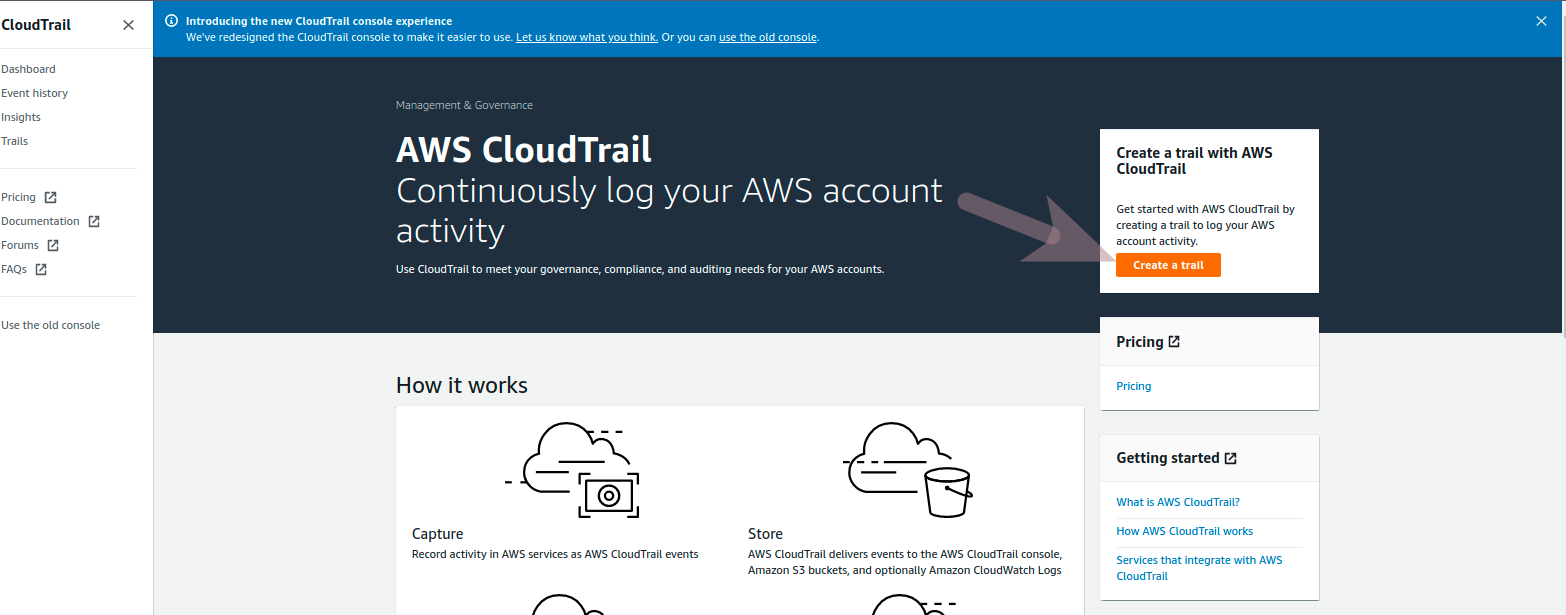 CloudTrail
Dashboard
Event history
Insights
Trails
Pricing
Documentation
Forums
FAQs
Use the old console
Introducing the new CloudTrail console experience
We've redesigned the CloudTrail console to make it easier to use. Let us know what you think. Or you can use the old console.
Management & Governance
AWS CloudTrail
Continuously log your AWS account
activity
Use CloudTrail to meet your governance, compliance, and auditing needs for your AWS accounts.
Create a trail with AWS
CloudTrail
Get started with AWS CloudTrail by
creating a trail to log your AWS
account activity.
Create a trail
Pricing
Pricing
Getting started
What is AWS CloudTrail?
How AWS CloudTrail works
Services that integrate with AWS
CloudTrail
How it works
Capture
Record activity in AWS services as AWS CloudTrail events
Store
AWS CloudTrail delivers events to the AWS CloudTrail console,
Amazon S3 buckets, and optionally Amazon CloudWatch Logs